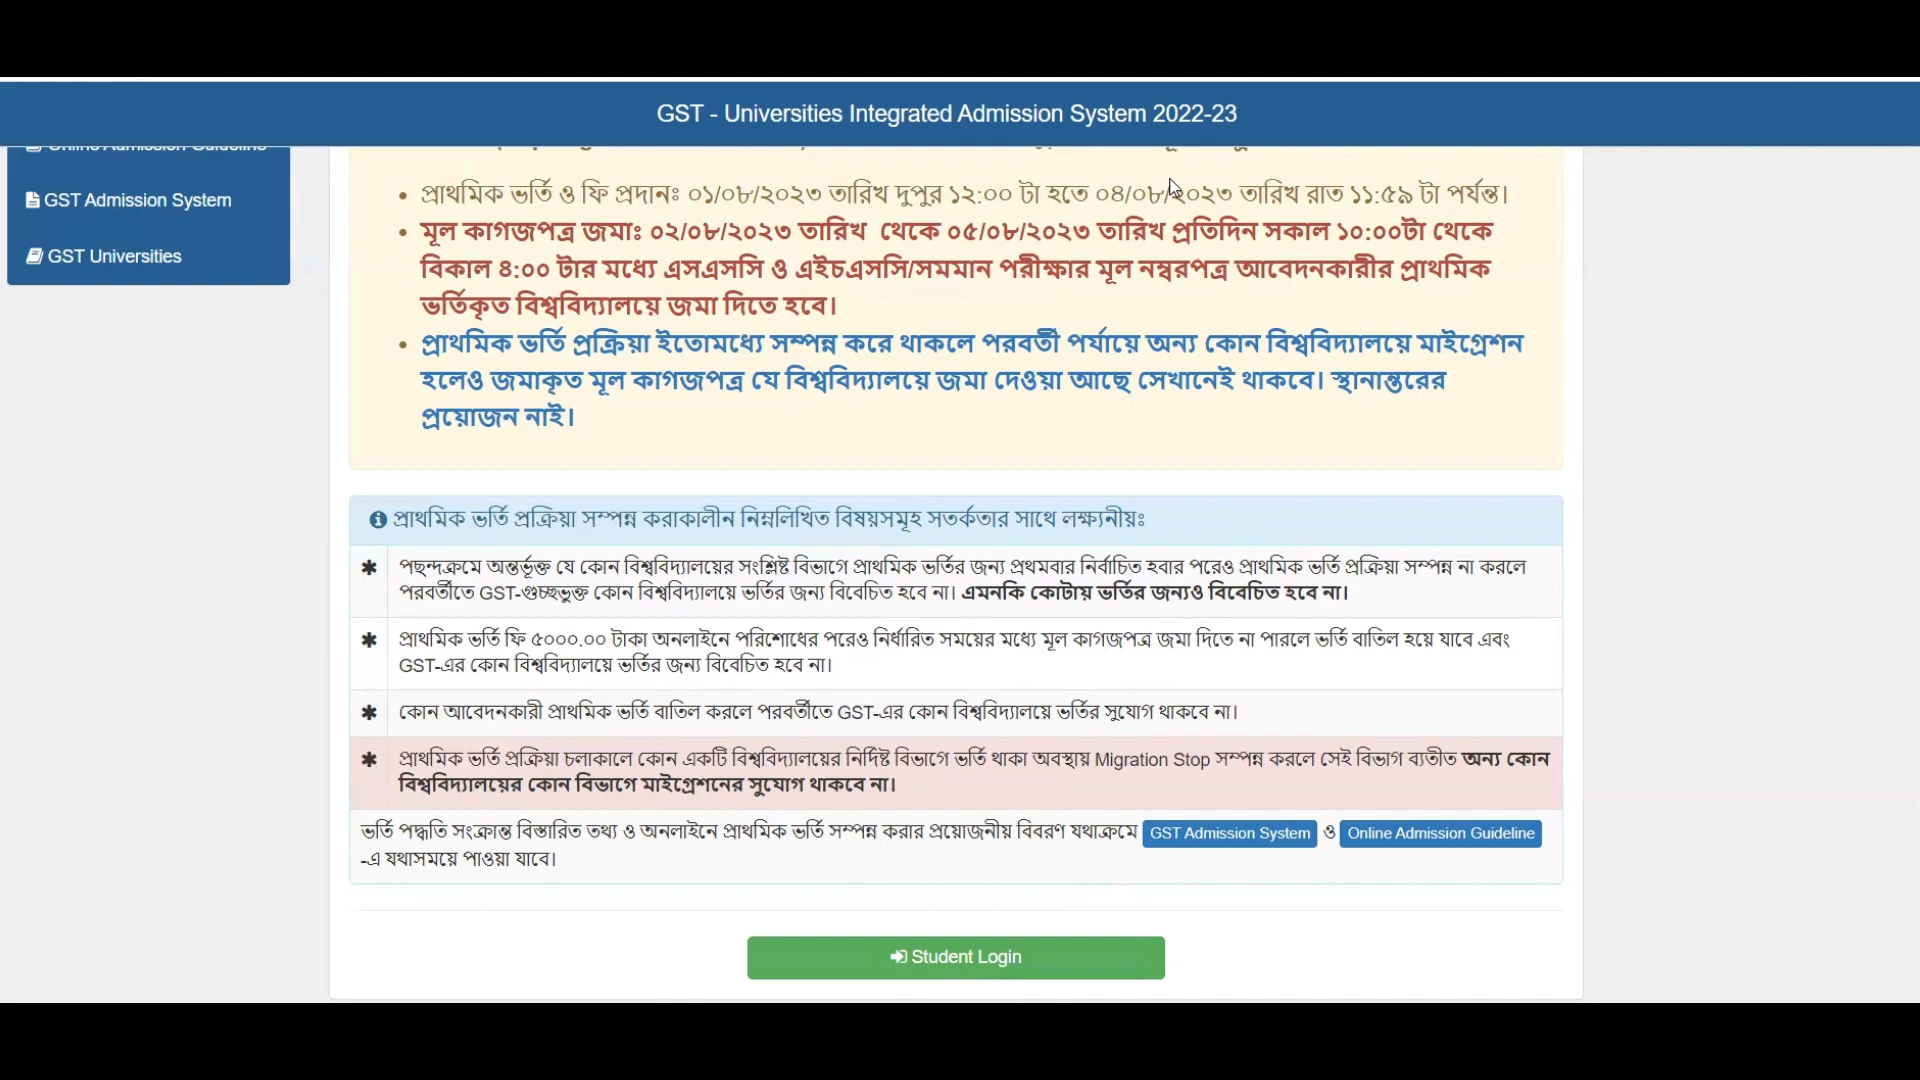 GST - Universities Integrated Admission System 2022-23
Online Admission Guideline
GST Admission System
GST Universities
প্রাথমিক ভর্তি ও ফি প্রদানঃ ০১/০৮/২০২৩ তারিখ দুপুর ১২:০০ টা হতে ০৪/০৮/২০২৩ তারিখ রাত ১১:৫৯ টা পর্যন্ত।
মূল কাগজপত্র জমাঃ ০২/০৮/২০২৩ তারিখ থেকে ০৫/০৮/২০২৩ তারিখ প্রতিদিন সকাল ১০:০০টা থেকে
বিকাল ৪:০০ টার মধ্যে এসএসসি ও এইচএসসি/সমমান পরীক্ষার মূল নম্বরপত্র আবেদনকারীর প্রাথমিক
ভর্তিকৃত বিশ্ববিদ্যালয়ে জমা দিতে হবে।
প্রাথমিক ভর্তি প্রক্রিয়া ইতোমধ্যে সম্পন্ন করে থাকলে পরবর্তী পর্যায়ে অন্য কোন বিশ্ববিদ্যালয়ে মাইগ্রেশন
হলেও জমাকৃত মূল কাগজপত্র যে বিশ্ববিদ্যালয়ে জমা দেওয়া আছে সেখানেই থাকবে। স্থানান্তরের
প্রয়োজন নাই।
প্রাথমিক ভর্তি প্রক্রিয়া সম্পন্ন করাকালীন নিম্নলিখিত বিষয়সমূহ সতর্কতার সাথে লক্ষ্যনীয়ঃ
পছন্দক্রমে অন্তর্ভূক্ত যে কোন বিশ্ববিদ্যালয়ের সংশ্লিষ্ট বিভাগে প্রাথমিক ভর্তির জন্য প্রথমবার নির্বাচিত হবার পরেও প্রাথমিক ভর্তি প্রক্রিয়া সম্পন্ন না করলে
পরবর্তীতে GST-গুচ্ছভুক্ত কোন বিশ্ববিদ্যালয়ে ভর্তির জন্য বিবেচিত হবে না। এমনকি কোটায় ভর্তির জন্যও বিবেচিত হবে না।
প্রাথমিক ভর্তি ফি ৫০০০.০০ টাকা অনলাইনে পরিশোধের পরেও নির্ধারিত সময়ের মধ্যে মূল কাগজপত্র জমা দিতে না পারলে ভর্তি বাতিল হয়ে যাবে এবং
GST-এর কোন বিশ্ববিদ্যালয়ে ভর্তির জন্য বিবেচিত হবে না।
কোন আবেদনকারী প্রাথমিক ভর্তি বাতিল করলে পরবর্তীতে GST-এর কোন বিশ্ববিদ্যালয়ে ভর্তির সুযোগ থাকবে না।
প্রাথমিক ভর্তি প্রক্রিয়া চলাকালে কোন একটি বিশ্ববিদ্যালয়ের নির্দিষ্ট বিভাগে ভর্তি থাকা অবস্থায় Migration Stop সম্পন্ন করলে সেই বিভাগ ব্যতীত অন্য কোন
বিশ্ববিদ্যালয়ের কোন বিভাগে মাইগ্রেশনের সুযোগ থাকবে না।
ভর্তি পদ্ধতি সংক্রান্ত বিস্তারিত তথ্য ও অনলাইনে প্রাথমিক ভর্তি সম্পন্ন করার প্রয়োজনীয় বিবরণ যথাক্রমে GST Admission System ও Online Admission Guideline
-এ যথাসময়ে পাওয়া যাবে।
Student Login